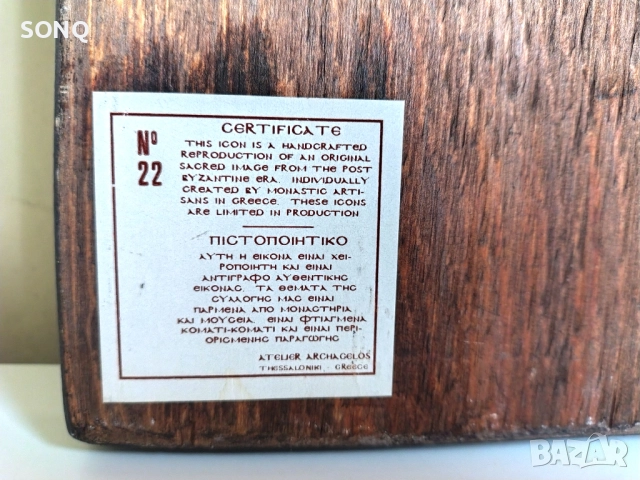 SONQ
Nº
22
CERTIFICATE
THIS ICON IS A HANDCRAFTED
REPRODUCTION OF AN ORIGINAL
SACRED IMAGE FROM THE POST
BYZANTINE ERA. INDIVIDUALLY
CREATED BY MONASTIC ARTI-
SANS IN GREECE. THESE ICONS
ARE LIMITED IN PRODUCTION
ΠΙΣΤΟΠΟΙΗΤΙΚΟ
ΑΥΤΗ Η ΕΙΚΟΝΑ ΕΙΝΑΙ ΧΕΙ-
ΡΟΠΟΙΗΤΗ ΚΑΙ ΕΙΝΑΙ
ΑΝΤΙΓΡΑΦΟ ΑΥΘΕΝΤΙΚΗΣ
ΕΙΚΟΝΑΣ. ΤΑ ΘΕΜΑΤΑ ΤΗΣ
ΣΥΛΛΟΓΗΣ ΜΑΣ ΕΙΝΑΙ
ΠΑΡΜΕΝΑ ΑΠΟ ΜΟΝΑΣΤΗΡΙΑ
ΚΑΙ ΜΟΥΣΕΙΑ. ΕΙΝΑΙ ΦΤΙΑΓΜΕΝΑ
ΚΟΜΑΤΙ-ΚΟΜΑΤΙ ΚΑΙ ΕΙΝΑΙ ΠΕΡΙ-
ΟΡΙΣΜΕΝΗΣ ΠΑΡΑΓΩΓΗΣ
ATELIER ARCHAGELOS
THESSALONIKI - GREECE
BAZAR
bg